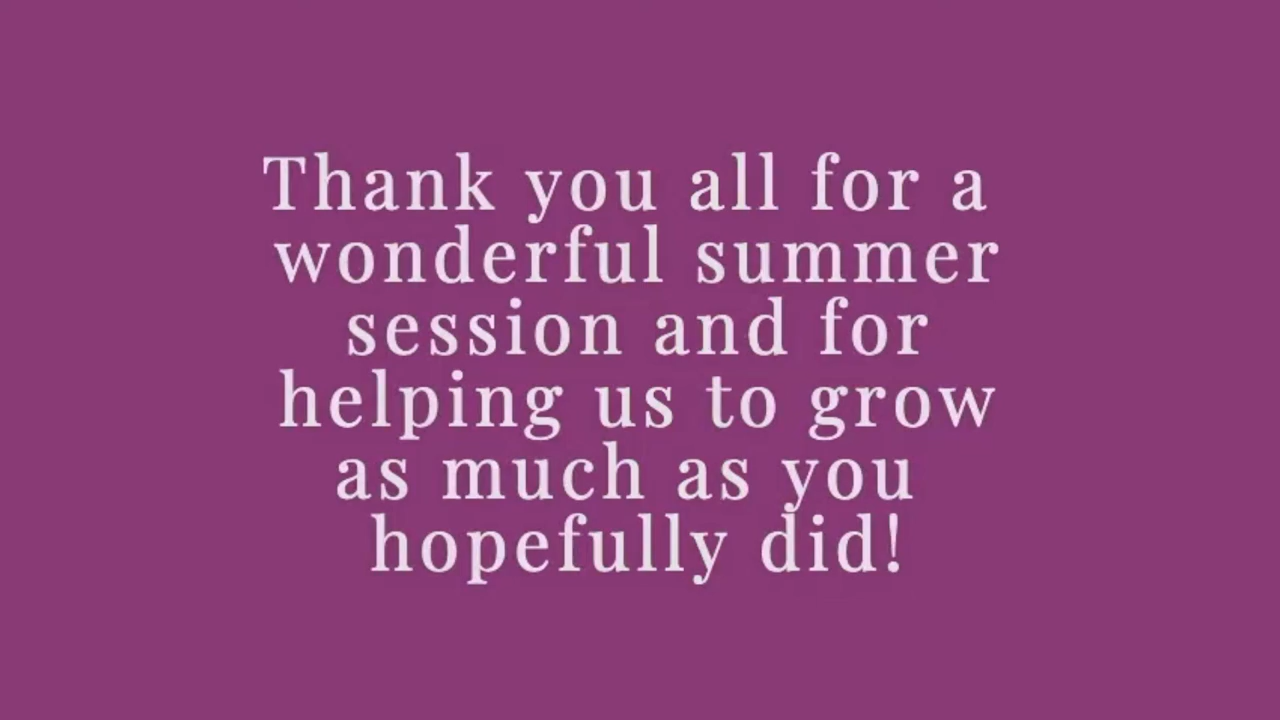 Thank you all for a
wonderful summer
session and for
helping us to grow
as much as you
hopefully did!